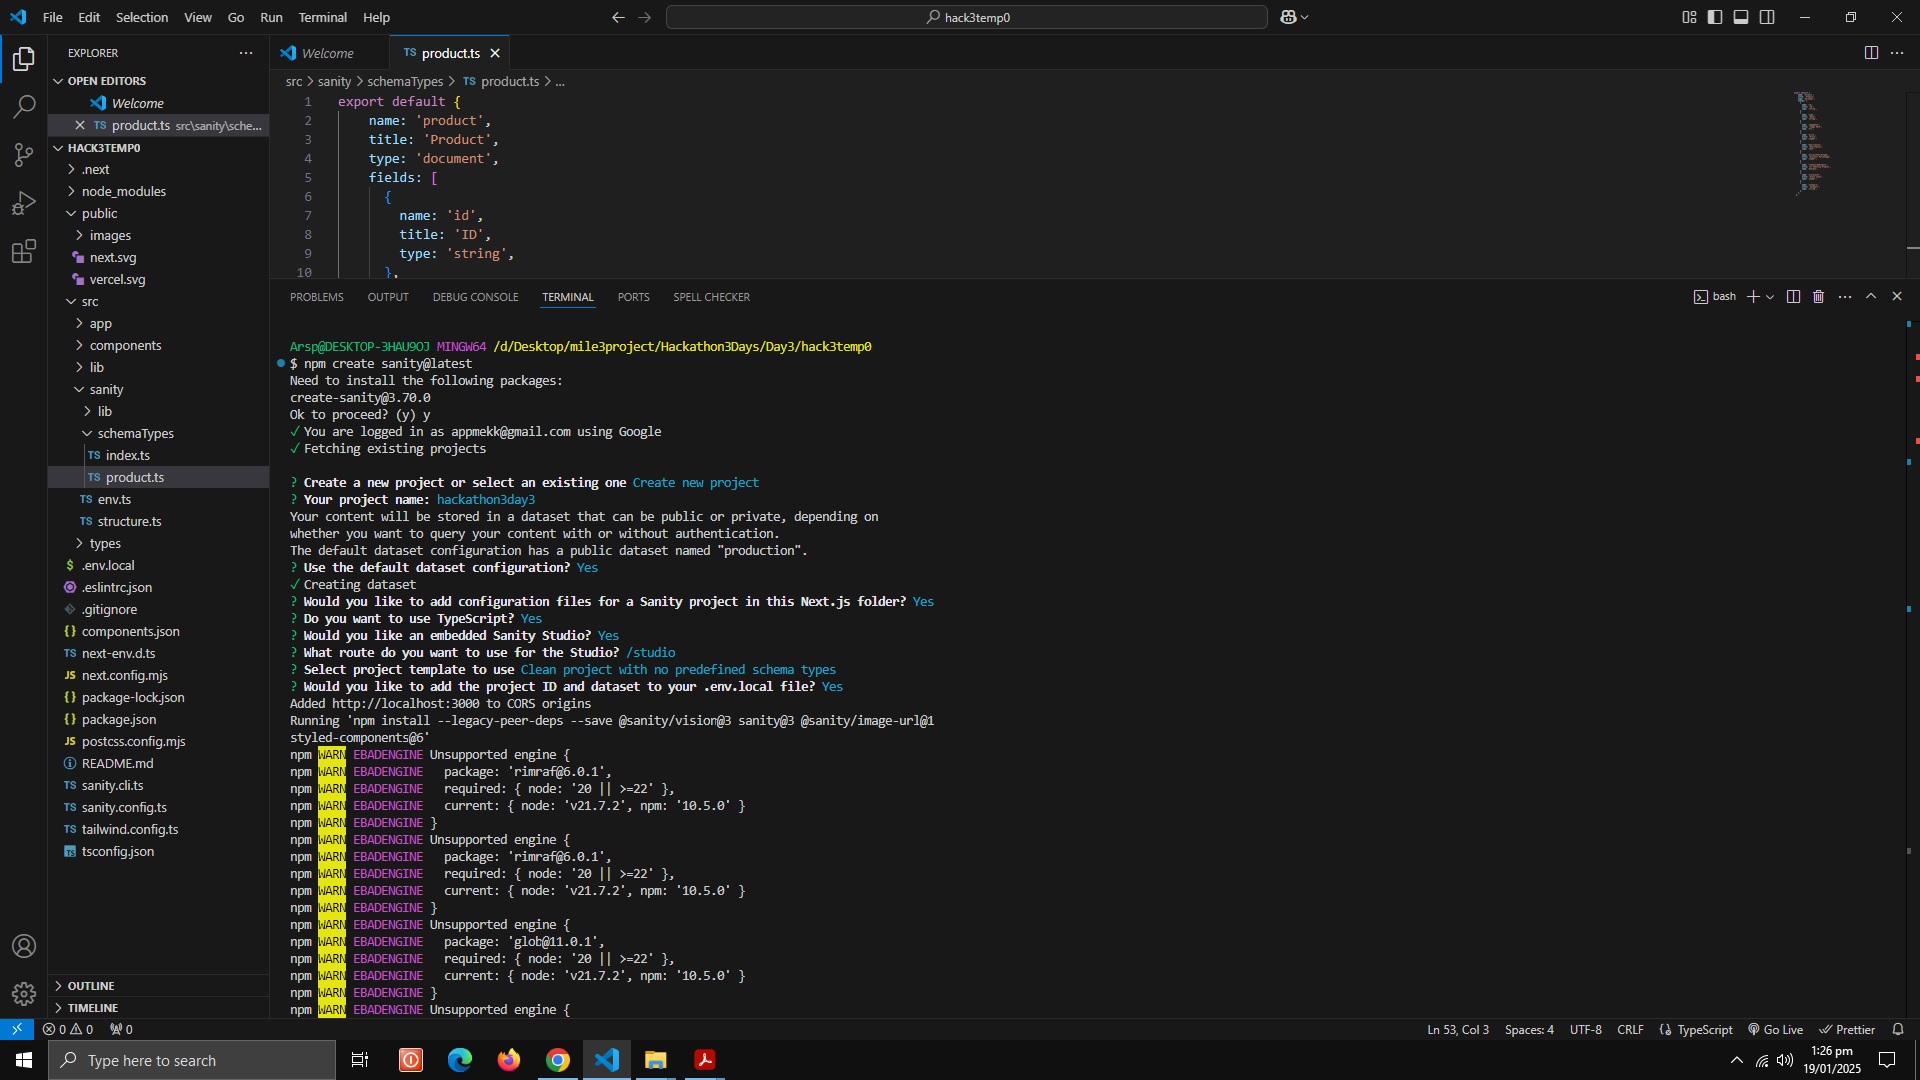 File Edit Selection View Go Run Terminal Help
hack3temp0
EXPLORER
OPEN EDITORS
Welcome
product.ts src\sanity\sche...
HACK3TEMP0
.next
node_modules
public
images
next.svg
vercel.svg
src
app
components
lib
sanity
lib
schemaTypes
TS index.ts
TS product.ts
TS env.ts
TS structure.ts
types
$ .env.local
.eslintrc.json
.gitignore
{} components.json
TS next-env.d.ts
JS next.config.mjs
{} package-lock.json
{} package.json
JS postcss.config.mjs
README.md
TS sanity.cli.ts
TS sanity.config.ts
TS tailwind.config.ts
tsconfig.json
OUTLINE
TIMELINE
Welcome
TS product.ts
src > sanity > schemaTypes > TS product.ts > ...
1 export default {
2 name: 'product',
3 title: 'Product',
4 type: 'document',
5 fields: [
6 {
7 name: 'id',
8 title: 'ID',
9 type: 'string',
10 },
PROBLEMS OUTPUT DEBUG CONSOLE TERMINAL PORTS SPELL CHECKER
bash
Arsp@DESKTOP-3HAU9OJ MINGW64 /d/Desktop/mile3project/Hackathon3Days/Day3/hack3temp0
$ npm create sanity@latest
Need to install the following packages:
create-sanity@3.70.0
Ok to proceed? (y) y
✓ You are logged in as appmekk@gmail.com using Google
✓ Fetching existing projects
? Create a new project or select an existing one Create new project
? Your project name: hackathon3day3
Your content will be stored in a dataset that can be public or private, depending on
whether you want to query your content with or without authentication.
The default dataset configuration has a public dataset named "production".
? Use the default dataset configuration? Yes
✓ Creating dataset
? Would you like to add configuration files for a Sanity project in this Next.js folder? Yes
? Do you want to use TypeScript? Yes
? Would you like an embedded Sanity Studio? Yes
? What route do you want to use for the Studio? /studio
? Select project template to use Clean project with no predefined schema types
? Would you like to add the project ID and dataset to your .env.local file? Yes
Added http://localhost:3000 to CORS origins
Running 'npm install --legacy-peer-deps --save @sanity/vision@3 sanity@3 @sanity/image-url@1
styled-components@6'
npm WARN EBADENGINE Unsupported engine {
npm WARN EBADENGINE package: 'rimraf@6.0.1',
npm WARN EBADENGINE required: { node: '20 || >=22' },
npm WARN EBADENGINE current: { node: 'v21.7.2', npm: '10.5.0' }
npm WARN EBADENGINE }
npm WARN EBADENGINE Unsupported engine {
npm WARN EBADENGINE package: 'rimraf@6.0.1',
npm WARN EBADENGINE required: { node: '20 || >=22' },
npm WARN EBADENGINE current: { node: 'v21.7.2', npm: '10.5.0' }
npm WARN EBADENGINE }
npm WARN EBADENGINE Unsupported engine {
npm WARN EBADENGINE package: 'glob@11.0.1',
npm WARN EBADENGINE required: { node: '20 || >=22' },
npm WARN EBADENGINE current: { node: 'v21.7.2', npm: '10.5.0' }
npm WARN EBADENGINE }
npm WARN EBADENGINE Unsupported engine {
0 0 0
Ln 53, Col 3 Spaces: 4 UTF-8 CRLF {} TypeScript Go Live Prettier
Type here to search
1:26 pm
19/01/2025